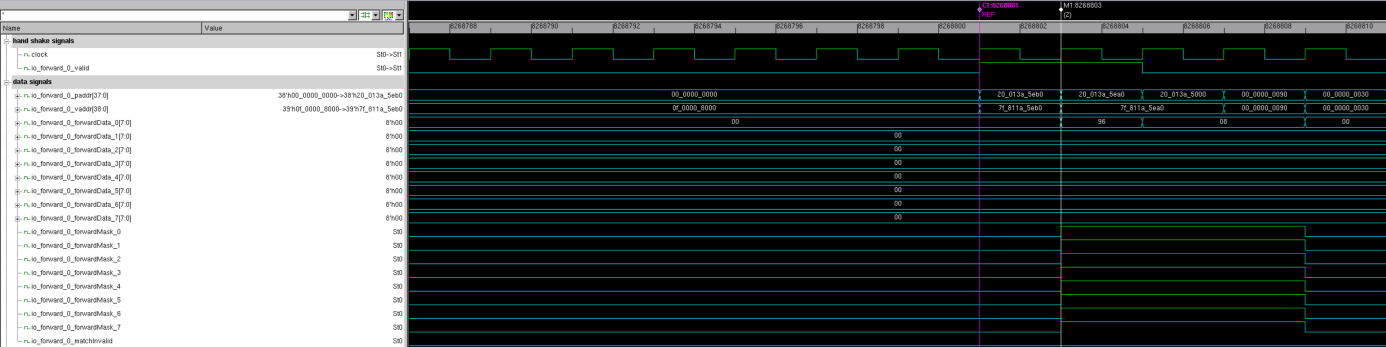 *
C1:8268801
REF
M1:8268803
(2)
Name Value
8268788 8268790 8268792 8268794 8268796 8268798 8268800 8268802 8268804 8268806 8268808 8268810
hand shake signals
clock St0->St1
io_forward_0_valid St0->St1
data signals
io_forward_0_paddr[37:0] 38'h00_0000_0000->38'h20_013a_5eb0 00_0000_0000 20_013a_5eb0 20_013a_5ea0 20_013a_5000 00_0000_0090 00_0000_0030
io_forward_0_vaddr[38:0] 39'h0f_0000_8000->39'h7f_811a_5eb0 0f_0000_8000 7f_811a_5eb0 7f_811a_5ea0 00_0000_0090 00_0000_0030
io_forward_0_forwardData_0[7:0] 8'h00 00 96 08 00
io_forward_0_forwardData_1[7:0] 8'h00 00
io_forward_0_forwardData_2[7:0] 8'h00 00
io_forward_0_forwardData_3[7:0] 8'h00 00
io_forward_0_forwardData_4[7:0] 8'h00 00
io_forward_0_forwardData_5[7:0] 8'h00 00
io_forward_0_forwardData_6[7:0] 8'h00 00
io_forward_0_forwardData_7[7:0] 8'h00 00
io_forward_0_forwardMask_0 St0
io_forward_0_forwardMask_1 St0
io_forward_0_forwardMask_2 St0
io_forward_0_forwardMask_3 St0
io_forward_0_forwardMask_4 St0
io_forward_0_forwardMask_5 St0
io_forward_0_forwardMask_6 St0
io_forward_0_forwardMask_7 St0
io_forward_0_matchInvalid St0